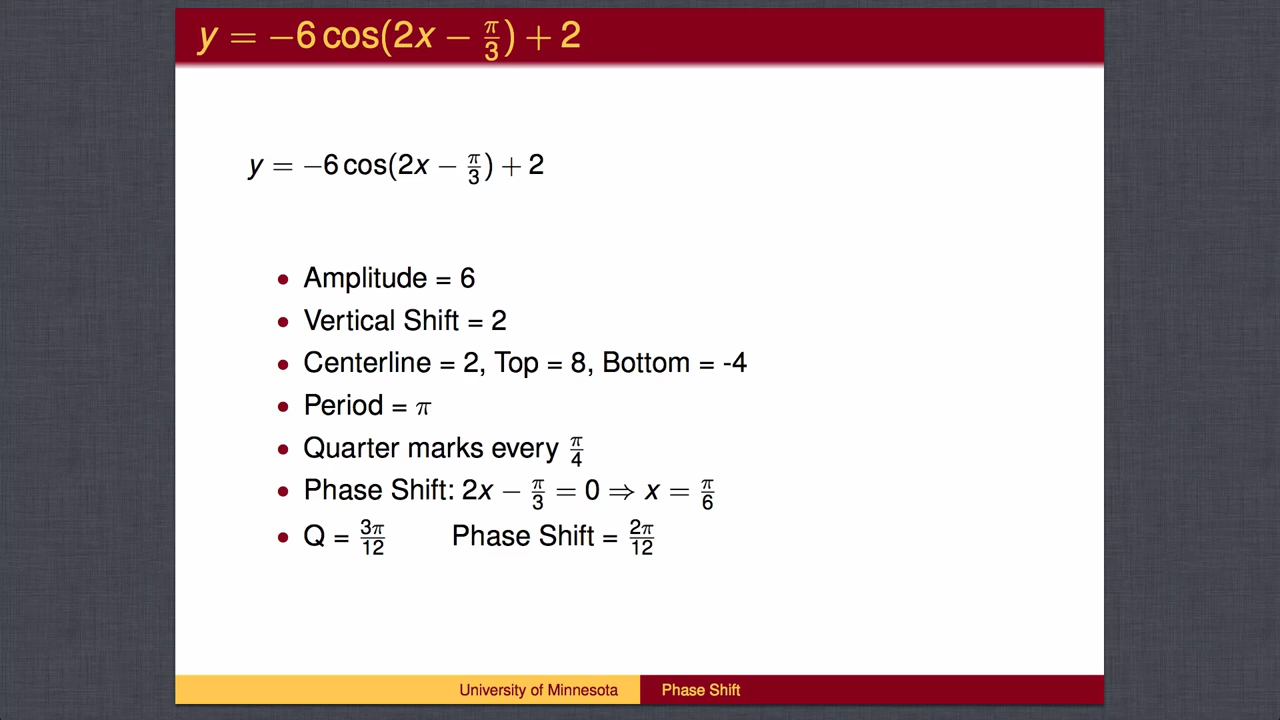 y = −6 cos(2x − π/3) + 2
y = −6 cos(2x − π/3) + 2
• Amplitude = 6
• Vertical Shift = 2
• Centerline = 2, Top = 8, Bottom = -4
• Period = π
• Quarter marks every π/4
• Phase Shift: 2x − π/3 = 0 ⇒ x = π/6
• Q = 3π/12 Phase Shift = 2π/12
University of Minnesota Phase Shift